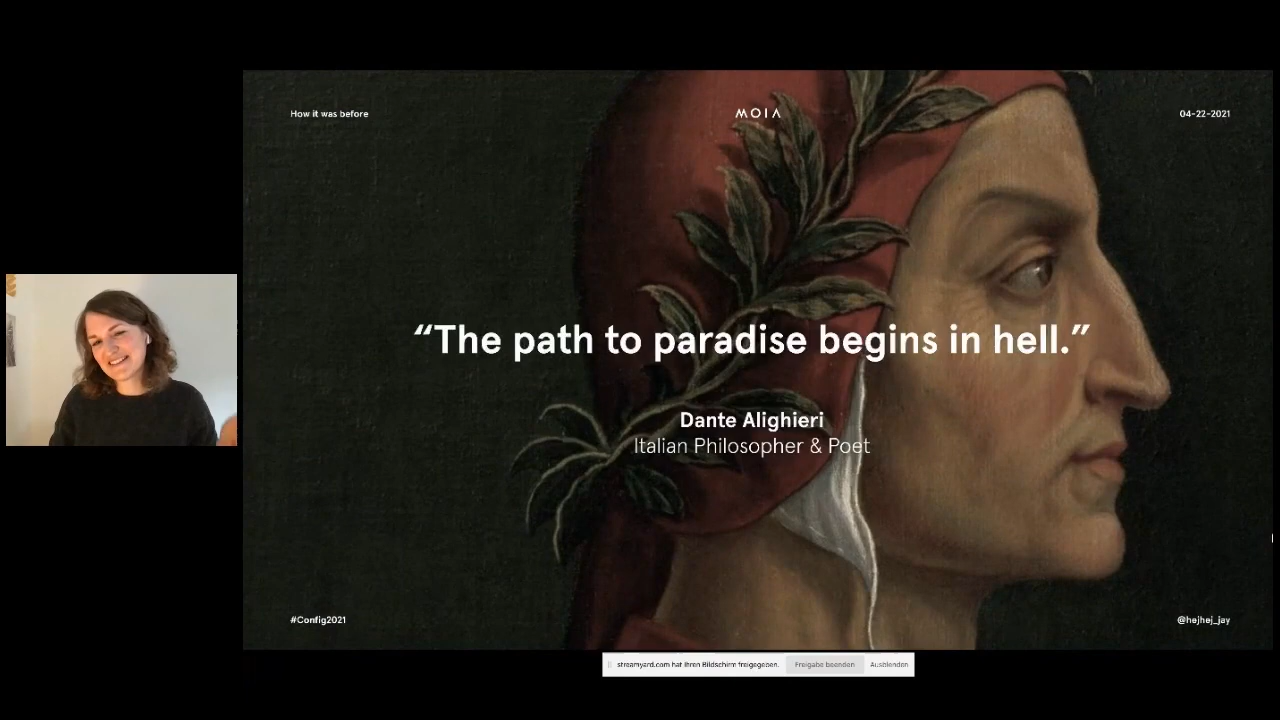 How it was before
MOIA
04-22-2021
“The path to paradise begins in hell.”
Dante Alighieri
Italian Philosopher & Poet
#Config2021
@hejhej_jay
streamyard.com hat Ihren Bildschirm freigegeben.
Freigabe beenden
Ausblenden